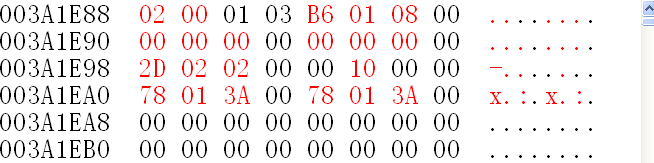 003A1E88 02 00 01 03 B6 01 08 00 ........
003A1E90 00 00 00 00 00 00 00 00 ........
003A1E98 2D 02 02 00 00 10 00 00 -.......
003A1EA0 78 01 3A 00 78 01 3A 00 x.:.x.:.
003A1EA8 00 00 00 00 00 00 00 00 ........
003A1EB0 00 00 00 00 00 00 00 00 ........